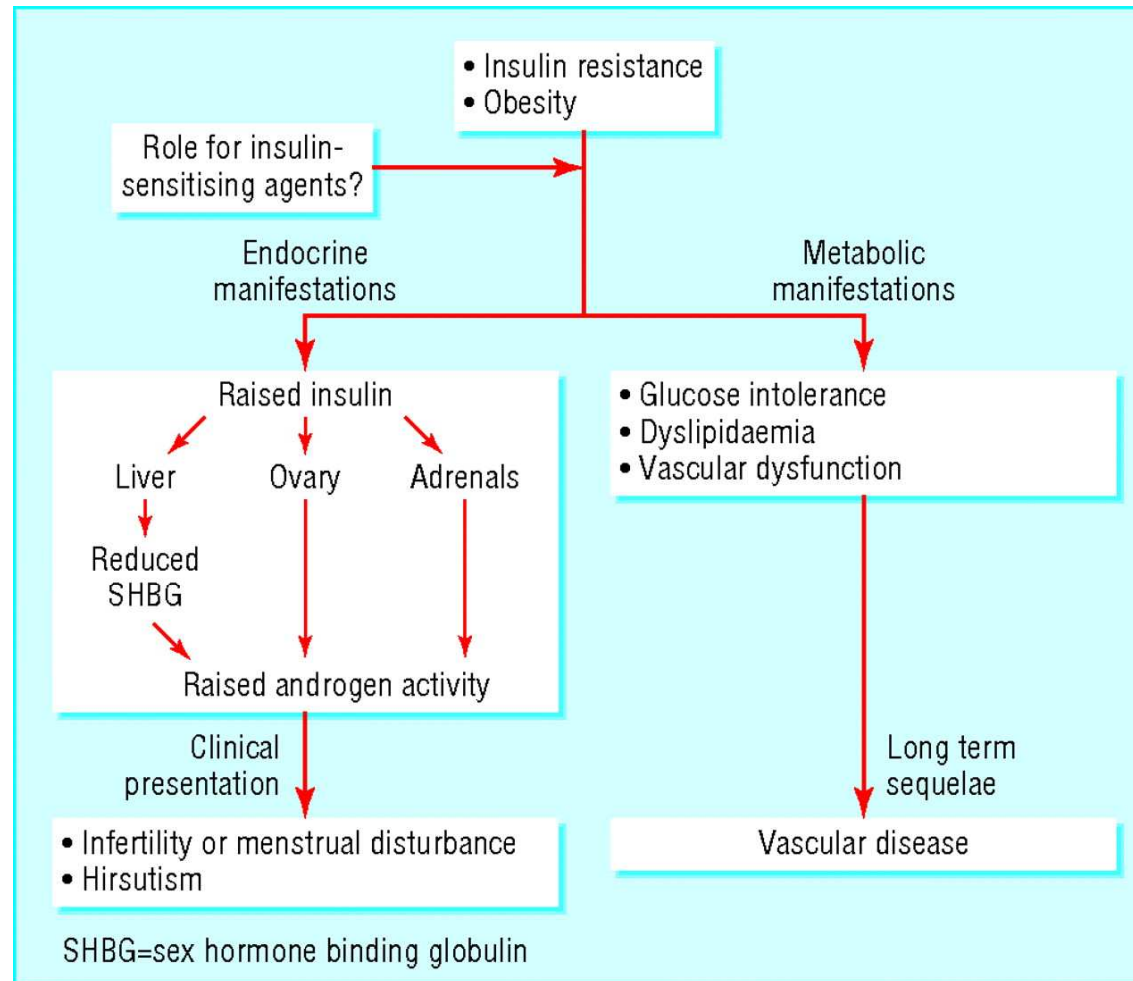 • Insulin resistance
• Obesity
Role for insulin-
sensitising agents?
Endocrine
manifestations
Metabolic
manifestations
Raised insulin
Liver
Ovary
Adrenals
Reduced
SHBG
Raised androgen activity
• Glucose intolerance
• Dyslipidaemia
• Vascular dysfunction
Clinical
presentation
Long term
sequelae
• Infertility or menstrual disturbance
• Hirsutism
Vascular disease
SHBG=sex hormone binding globulin